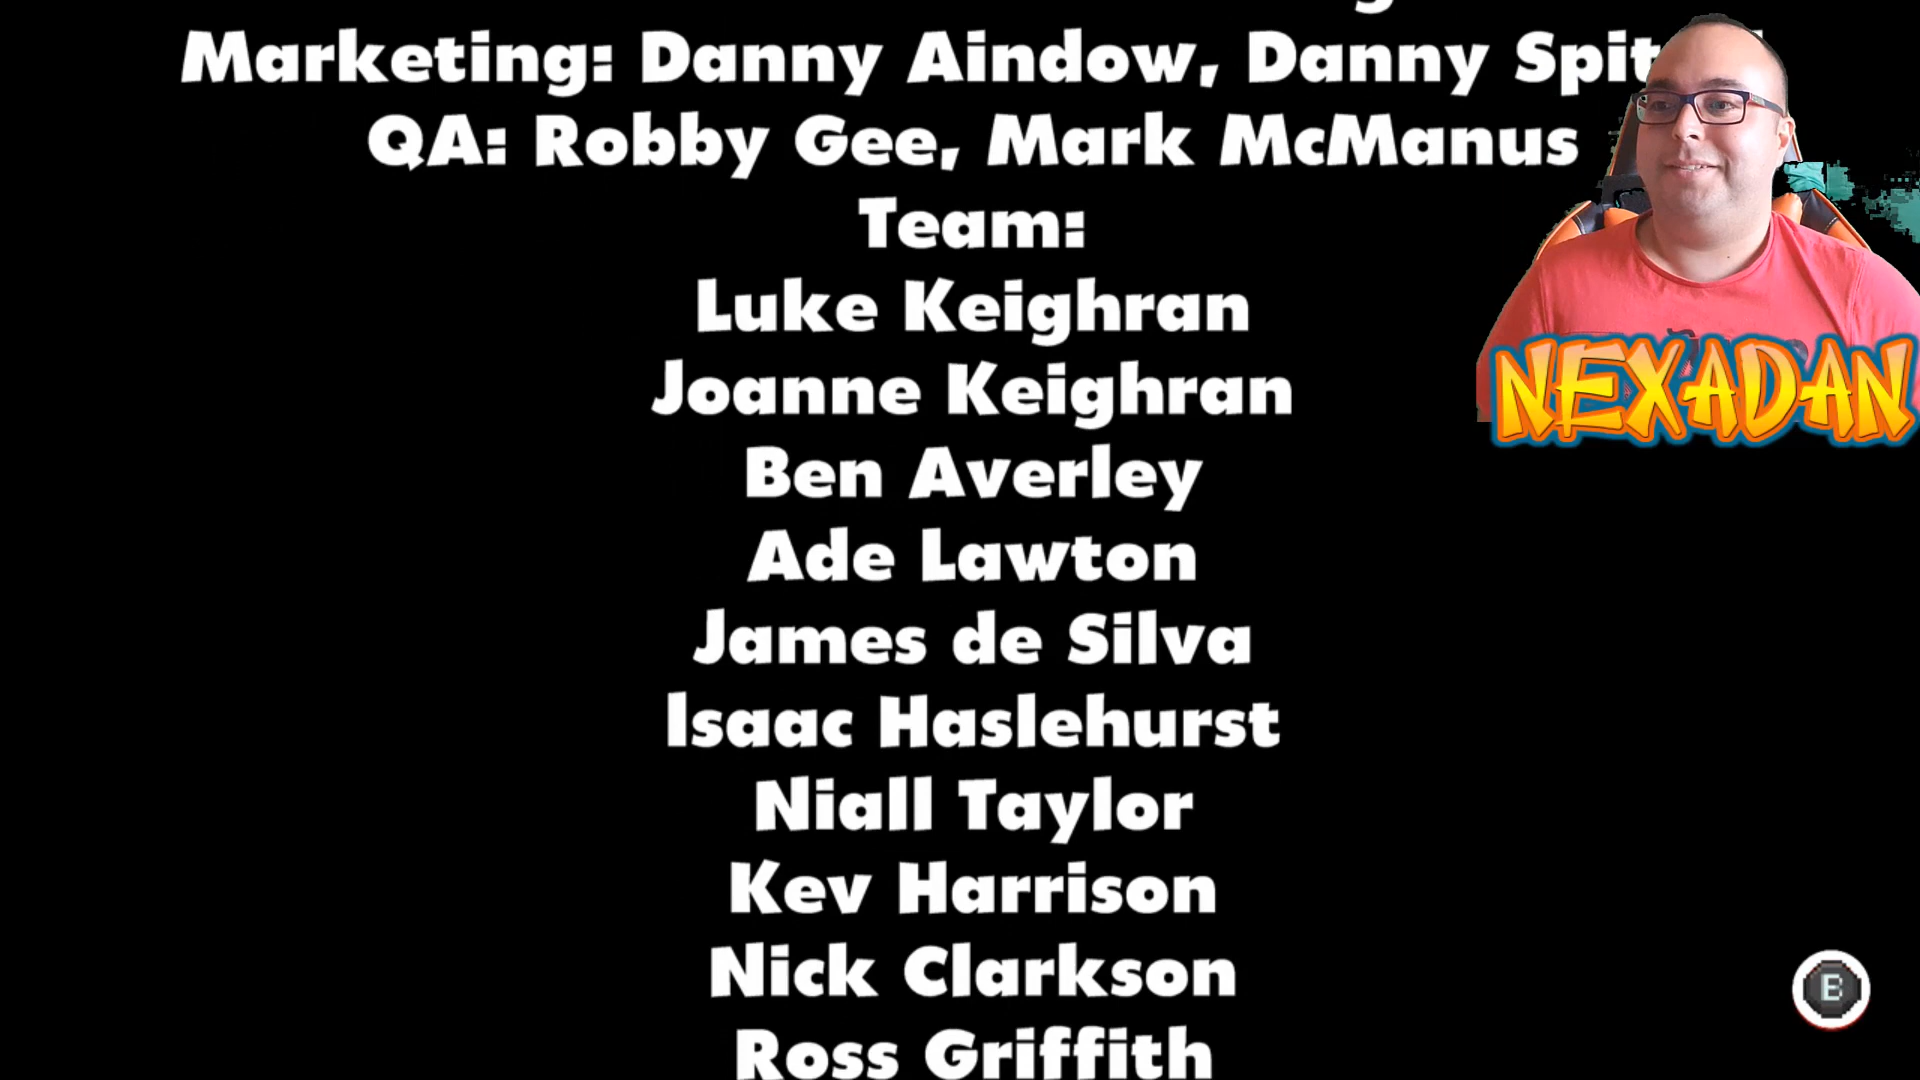 Marketing: Danny Aindow, Danny
QA: Robby Gee, Mark McManus
Team:
Luke Keighran
Joanne Keighran
Ben Averley
Ade Lawton
James de Silva
Isaac Haslehurst
Niall Taylor
Kev Harrison
Nick Clarkson
Ross Griffith
NEXADAN
B